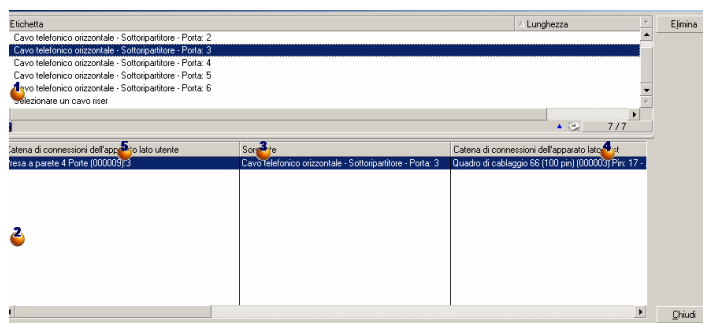 Etichetta Lunghezza Elimina
Cavo telefonico orizzontale - Sottoripartitore - Porta: 2
Cavo telefonico orizzontale - Sottoripartitore - Porta: 3
Cavo telefonico orizzontale - Sottoripartitore - Porta: 4
Cavo telefonico orizzontale - Sottoripartitore - Porta: 5
1 telefonico orizzontale - Sottoripartitore - Porta: 6
Selezionare un cavo riser
7 / 7
Catena di connessioni dell'apparato lato utente 5 3 Catena di connessioni dell'apparato lato 4
Presa a parete 4 Porte (000009) 3 Cavo telefonico orizzontale - Sottoripartitore - Porta: 3 Quadro di cablaggio 66 (100 pin) (000003) Pin: 17 -
2
Chiudi